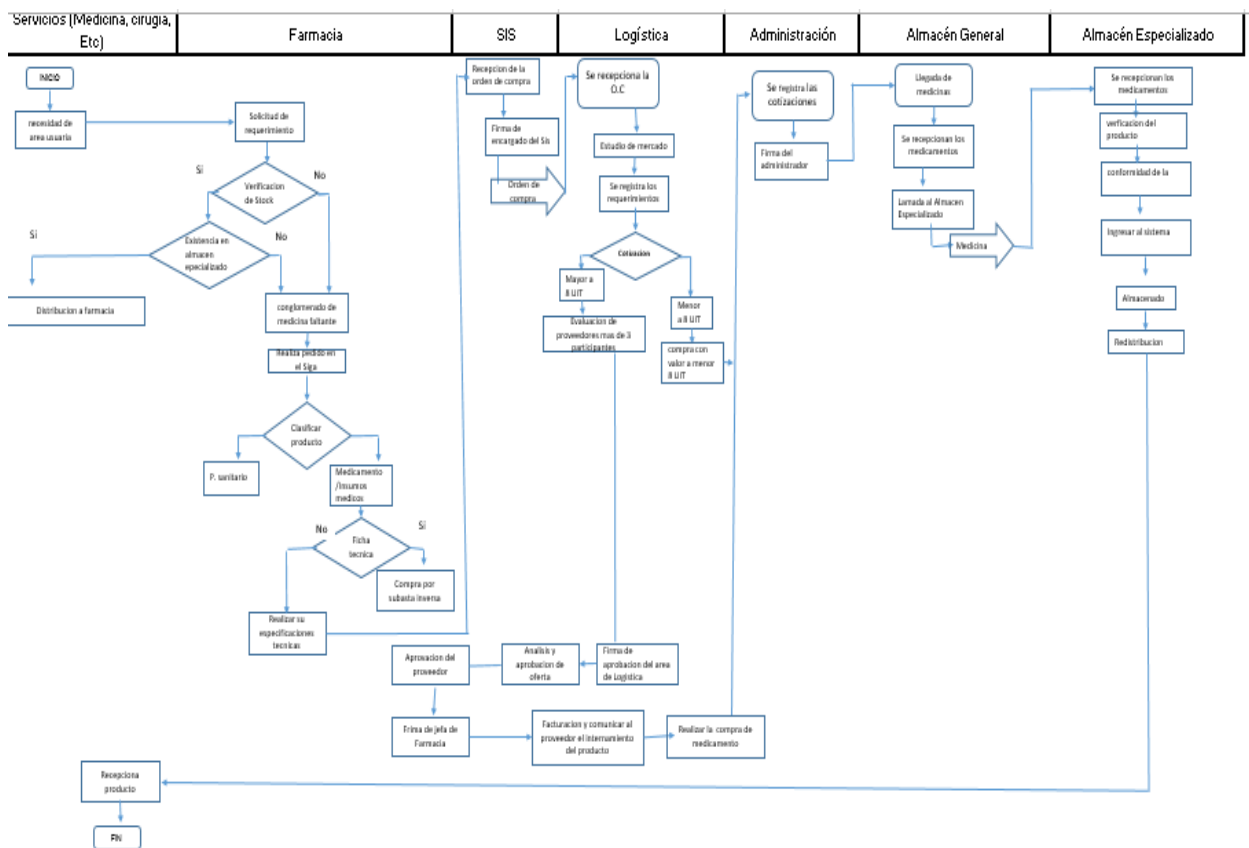 Servicios (Medicina, cirugía,
Etc)
Farmacia
SIS
Logística
Administración
Almacén General
Almacén Especializado
INICIO
necesidad
de area usuaria
Solicitud de
requerimiento
Si
No
Verificacion
de Stock
Si
No
Existencia en
almacen
epecializado
Distribucion a farmacia
conglomerado de
medicina faltante
Realiza pedido en
el Siga
Clasificar
producto
P. sanitario
Medicamento
/Insumos
medicos
No
Si
Ficha
tecnica
Compra por
subasta inversa
Realizar su
especificaciones
tecnicas
Recepcion de la
orden de compra
Firma de
encargado del Sis
Orden de
compra
Se recepciona la
O.C
Estudio de mercado
Se registra los
requerimientos
Cotizacion
Mayor a
8 UIT
Menor
a 8 UIT
Evaluacion de
proveedores mas de 3
participantes
compra con
valor a menor
8 UIT
Firma de
aprobacion del area
de Logistica
Analisis y
aprobacion de
oferta
Aprovacion del
proveedor
Frima de jefa de
Farmacia
Facturacion y comunicar al
proveedor el internamiento
del producto
Realizar la compra de
medicamento
Se registra las
cotizaciones
Firma del
administrador
Llegada de
medicinas
Se recepcionan los
medicamentos
Lamada al Almacen
Especializado
Medicina
Se recepcionan los
medicamentos
verficacion del
producto
conformidad de la
Ingresar al sistema
Almacenado
Redistribucion
Recepciona
producto
FIN